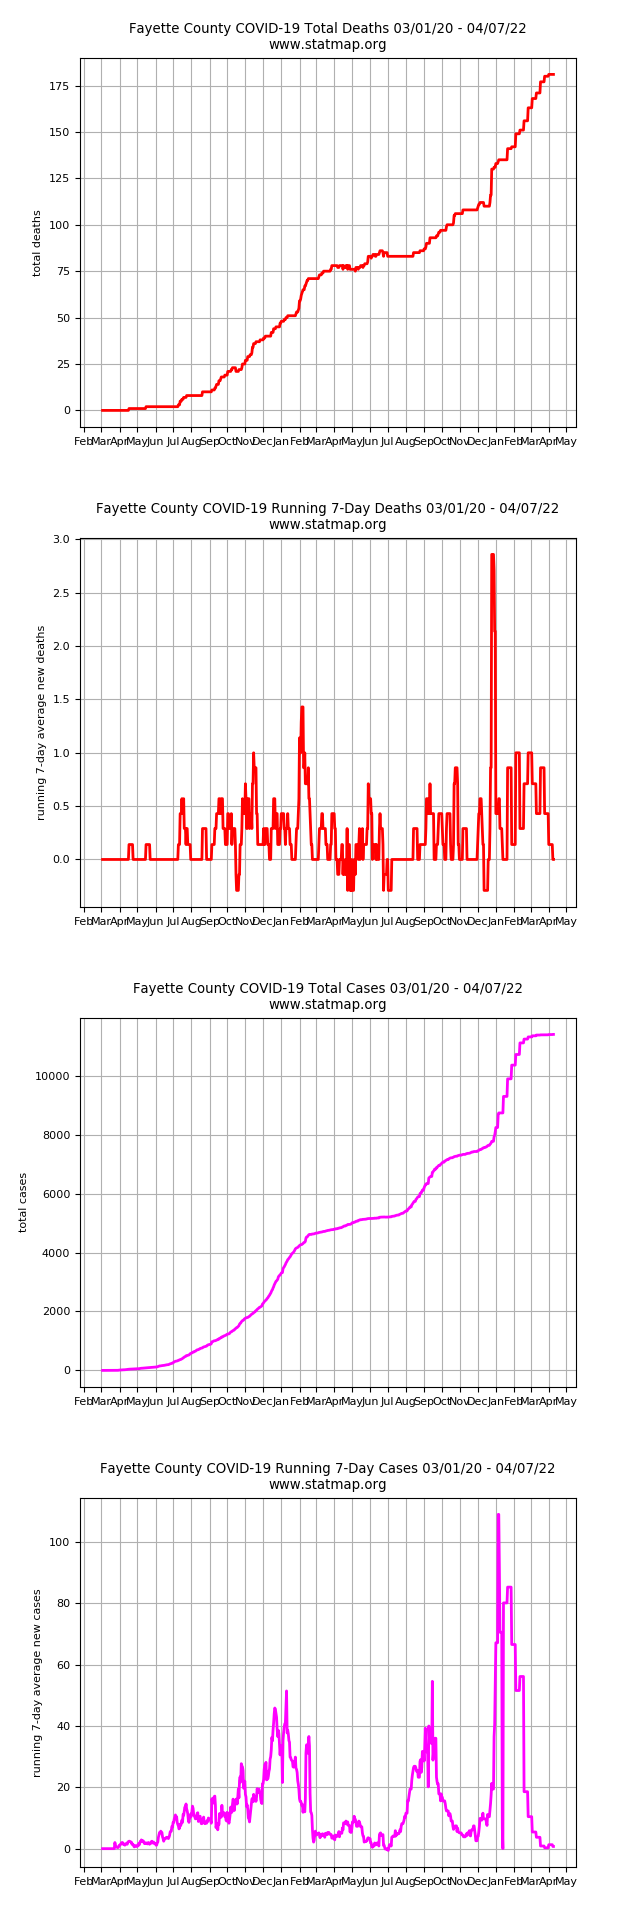 Fayette County COVID-19 Total Deaths 03/01/20 - 04/07/22
www.statmap.org
175
150
125
100
75
50
25
0
total deaths
Feb Mar Apr May Jun Jul Aug Sep Oct Nov Dec Jan Feb Mar Apr May Jun Jul Aug Sep Oct Nov Dec Jan Feb Mar Apr May
Fayette County COVID-19 Running 7-Day Deaths 03/01/20 - 04/07/22
www.statmap.org
3.0
2.5
2.0
1.5
1.0
0.5
0.0
running 7-day average new deaths
Feb Mar Apr May Jun Jul Aug Sep Oct Nov Dec Jan Feb Mar Apr May Jun Jul Aug Sep Oct Nov Dec Jan Feb Mar Apr May
Fayette County COVID-19 Total Cases 03/01/20 - 04/07/22
www.statmap.org
10000
8000
6000
4000
2000
0
total cases
Feb Mar Apr May Jun Jul Aug Sep Oct Nov Dec Jan Feb Mar Apr May Jun Jul Aug Sep Oct Nov Dec Jan Feb Mar Apr May
Fayette County COVID-19 Running 7-Day Cases 03/01/20 - 04/07/22
www.statmap.org
100
80
60
40
20
0
running 7-day average new cases
Feb Mar Apr May Jun Jul Aug Sep Oct Nov Dec Jan Feb Mar Apr May Jun Jul Aug Sep Oct Nov Dec Jan Feb Mar Apr May